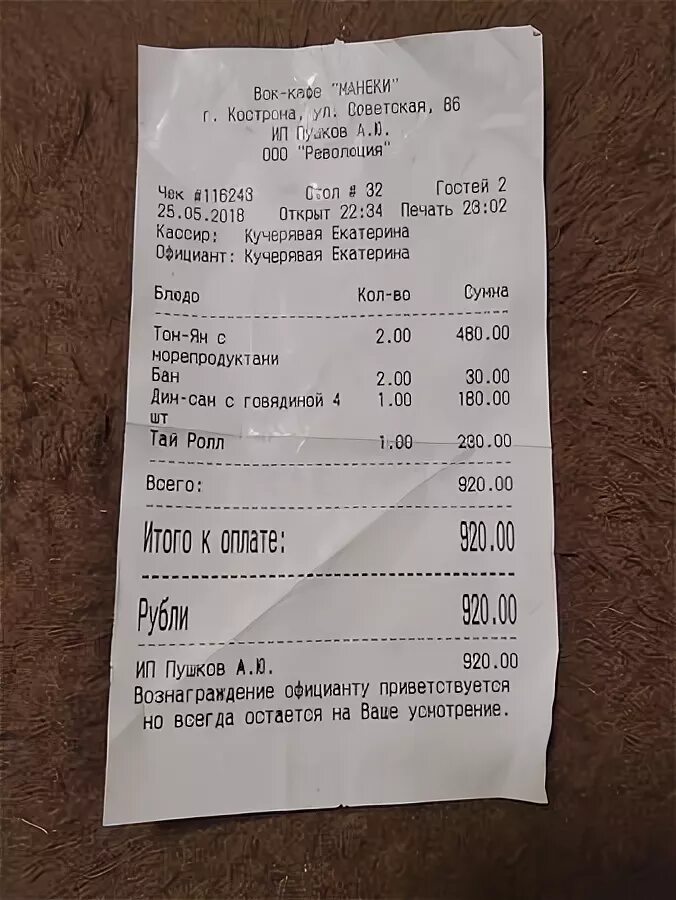 Вок-кафе "МАНЕКИ"
г. Кострома, ул. Советская, 86
ИП Пушков А.Ю.
ООО "Революция"
Чек #116243 Стол # 32 Гостей 2
25.05.2018 Открыт 22:34 Печать 23:02
Кассир: Кучерявая Екатерина
Официант: Кучерявая Екатерина
Блюдо Кол-во Сумма
Том-Ям с 2.00 480.00
морепродуктами
Бан 2.00 30.00
Дим-сам с говядиной 4 1.00 180.00
шт
Тай Ролл 1.00 230.00
Всего: 920.00
Итого к оплате: 920.00
Рубли 920.00
ИП Пушков А.Ю. 920.00
Вознаграждение официанту приветствуется
но всегда остается на Ваше усмотрение.